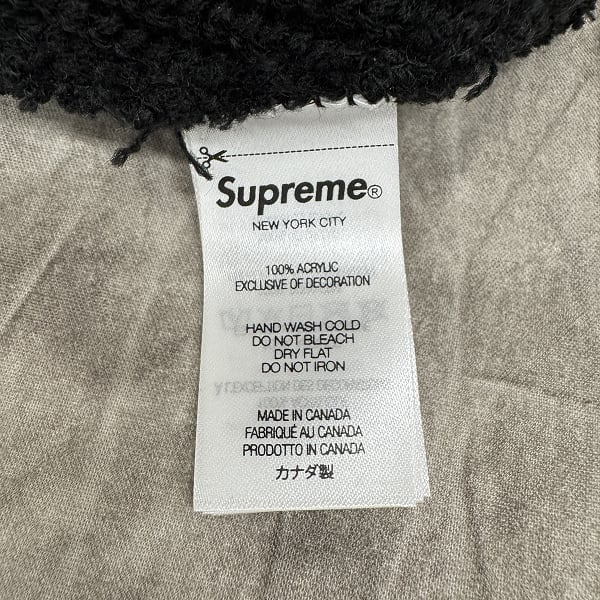 Supreme®
NEW YORK CITY
100% ACRYLIC
EXCLUSIVE OF DECORATION
HAND WASH COLD
DO NOT BLEACH
DRY FLAT
DO NOT IRON
MADE IN CANADA
FABRIQUÉ AU CANADA
PRODOTTO IN CANADA
カナダ製